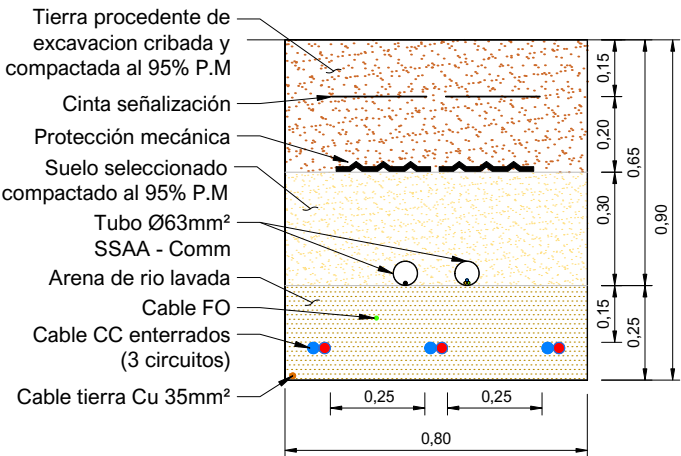 Tierra procedente de
excavacion cribada y
compactada al 95% P.M
Cinta señalización
Protección mecánica
Suelo seleccionado
compactado al 95% P.M
Tubo Ø63mm²
SSAA - Comm
Arena de rio lavada
Cable FO
Cable CC enterrados
(3 circuitos)
Cable tierra Cu 35mm²
0,15
0,20
0,65
0,30
0,90
0,15
0,25
0,25
0,25
0,80